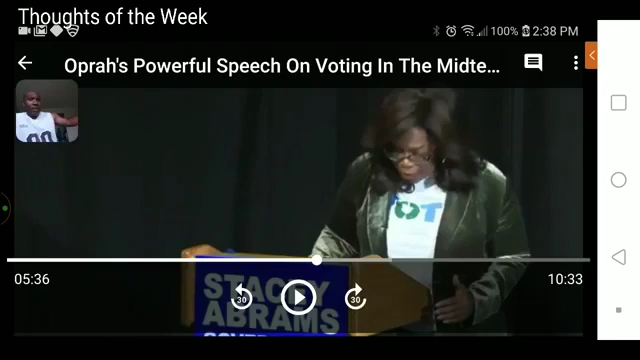 Thoughts of the Week
100% 2:38 PM
Oprah's Powerful Speech On Voting In The Midte...
VOT
05:36
10:33
30
30
STACEY
ABRAMS